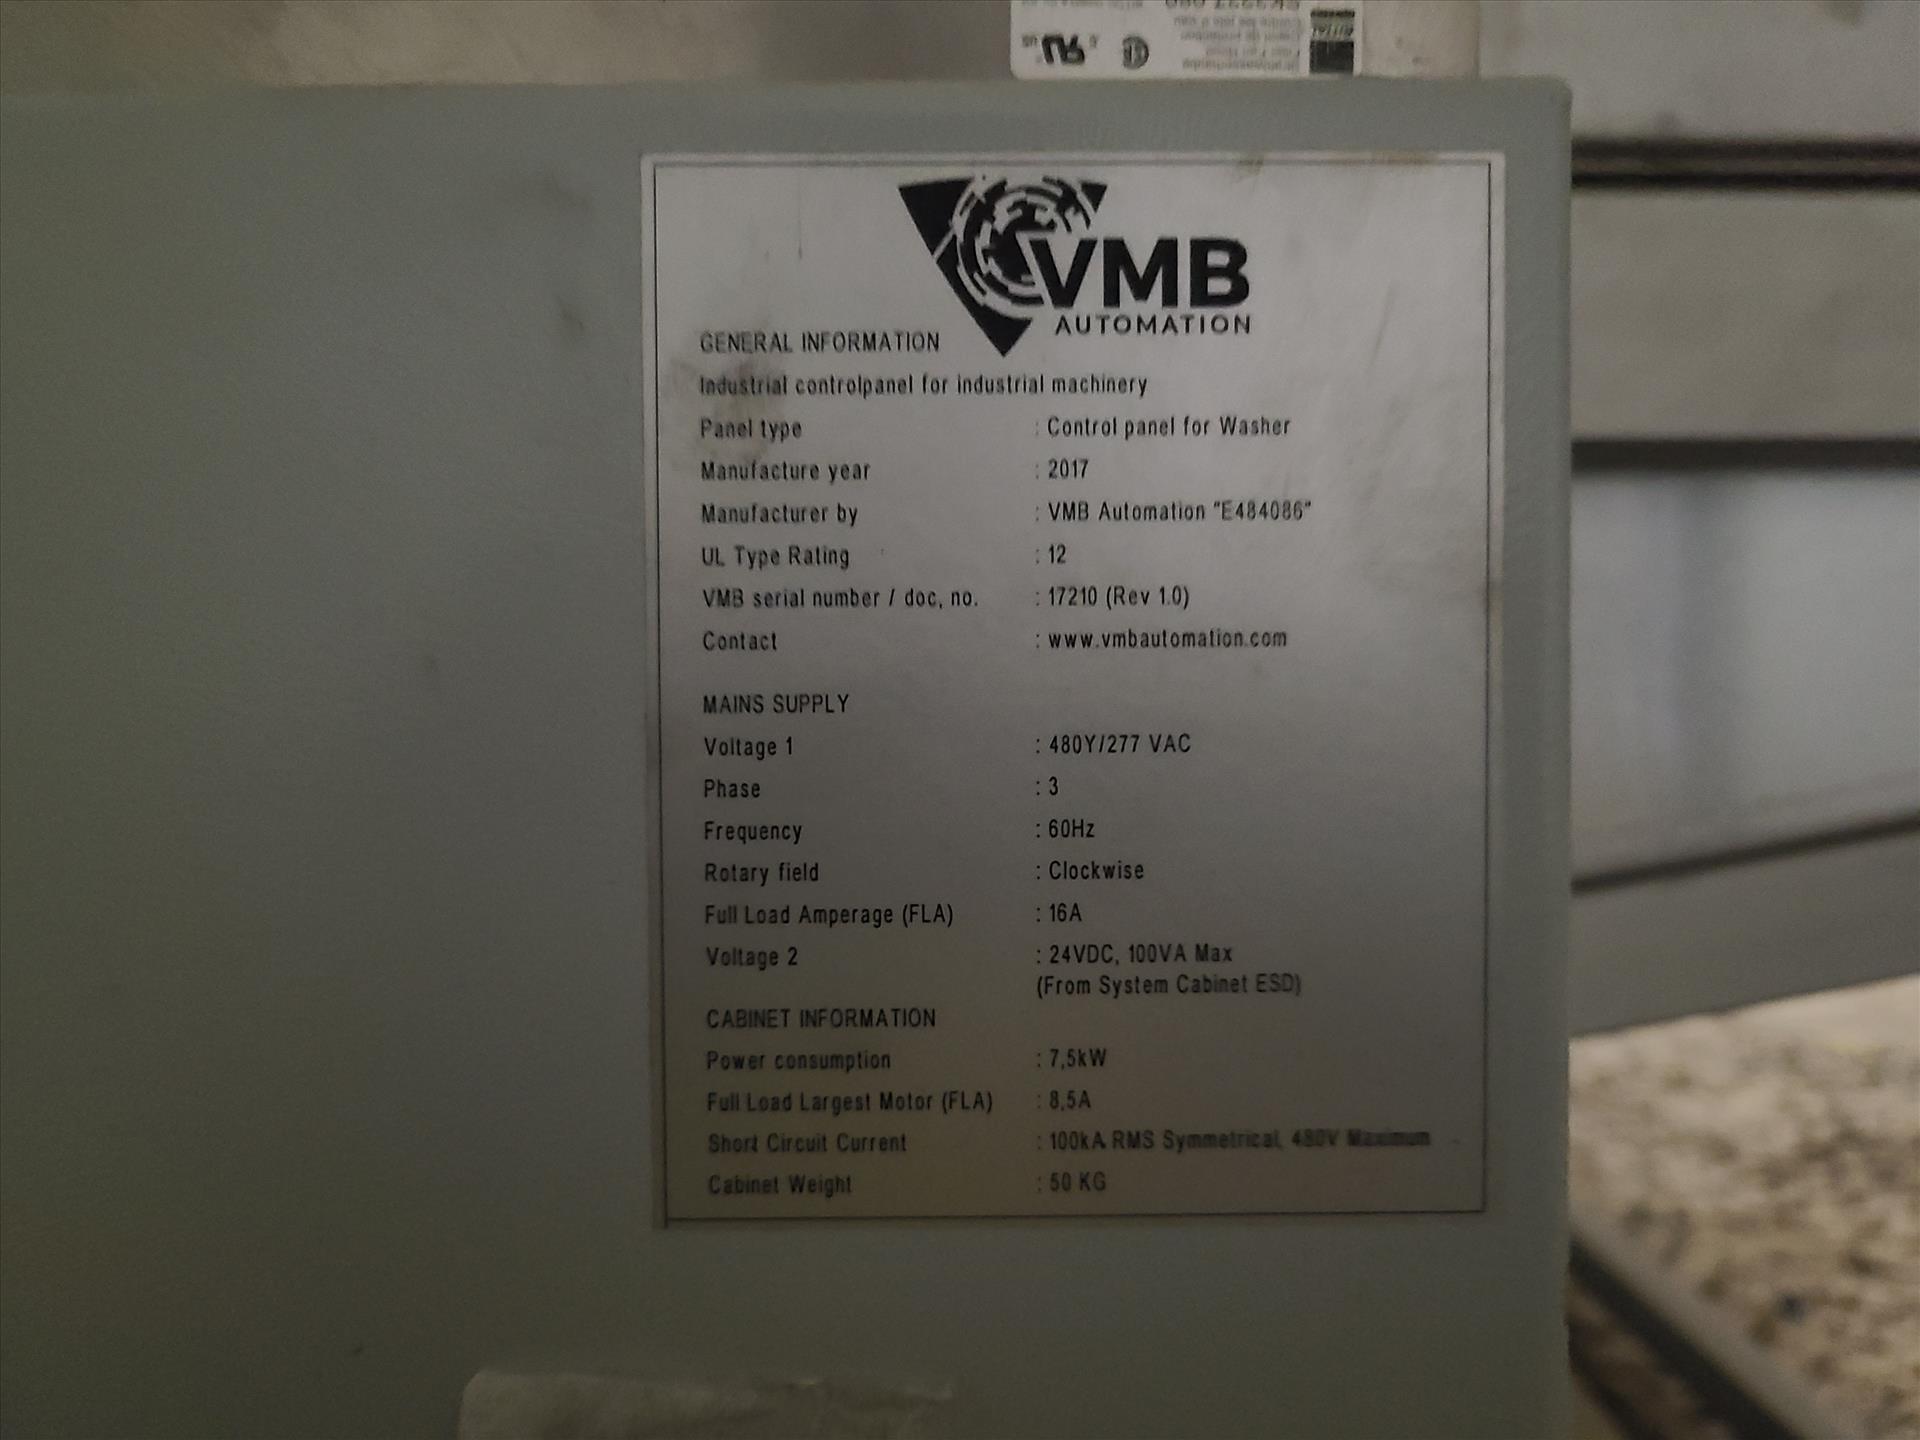 VMB
AUTOMATION
GENERAL INFORMATION
Industrial controlpanel for industrial machinery
Panel type : Control panel for Washer
Manufacture year : 2017
Manufacturer by : VMB Automation "E484086"
UL Type Rating : 12
VMB serial number / doc, no. : 17210 (Rev 1.0)
Contact : www.vmbautomation.com
MAINS SUPPLY
Voltage 1 : 480Y/277 VAC
Phase : 3
Frequency : 60Hz
Rotary field : Clockwise
Full Load Amperage (FLA) : 16A
Voltage 2 : 24VDC, 100VA Max
(From System Cabinet ESD)
CABINET INFORMATION
Power consumption : 7,5kW
Full Load Largest Motor (FLA) : 8,5A
Short Circuit Current : 100kA RMS Symmetrical, 480V Maximum
Cabinet Weight : 50 KG